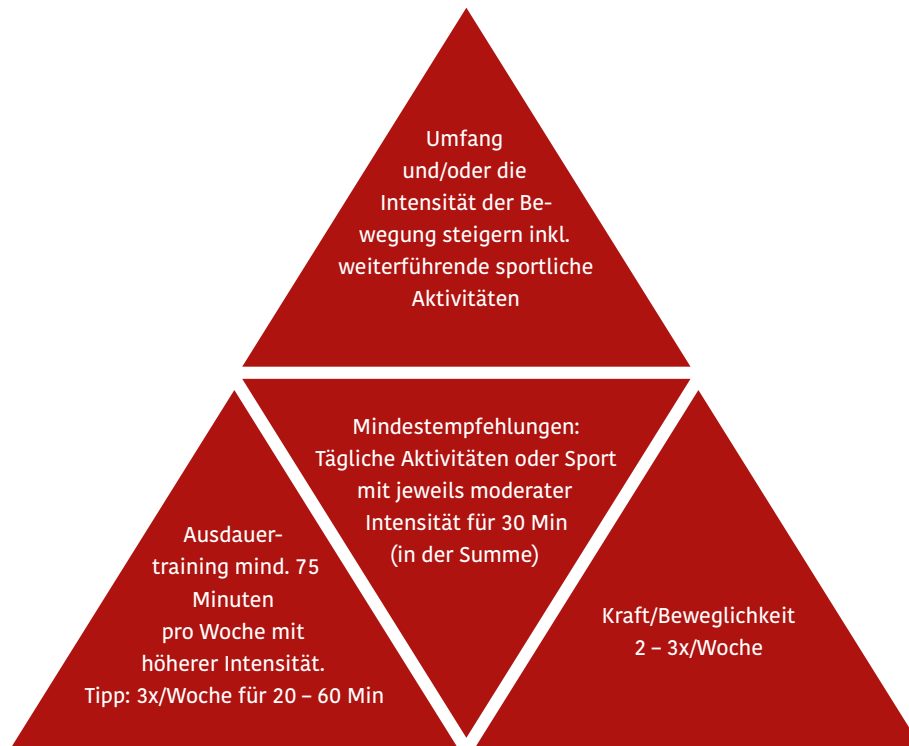 Umfang
und/oder die
Intensität der Be-
wegung steigern inkl.
weiterführende sportliche
Aktivitäten
Mindestempfehlungen:
Tägliche Aktivitäten oder Sport
mit jeweils moderater
Intensität für 30 Min
(in der Summe)
Ausdauer-
training mind. 75
Minuten
pro Woche mit
höherer Intensität.
Tipp: 3x/Woche für 20 – 60 Min
Kraft/Beweglichkeit
2 – 3x/Woche